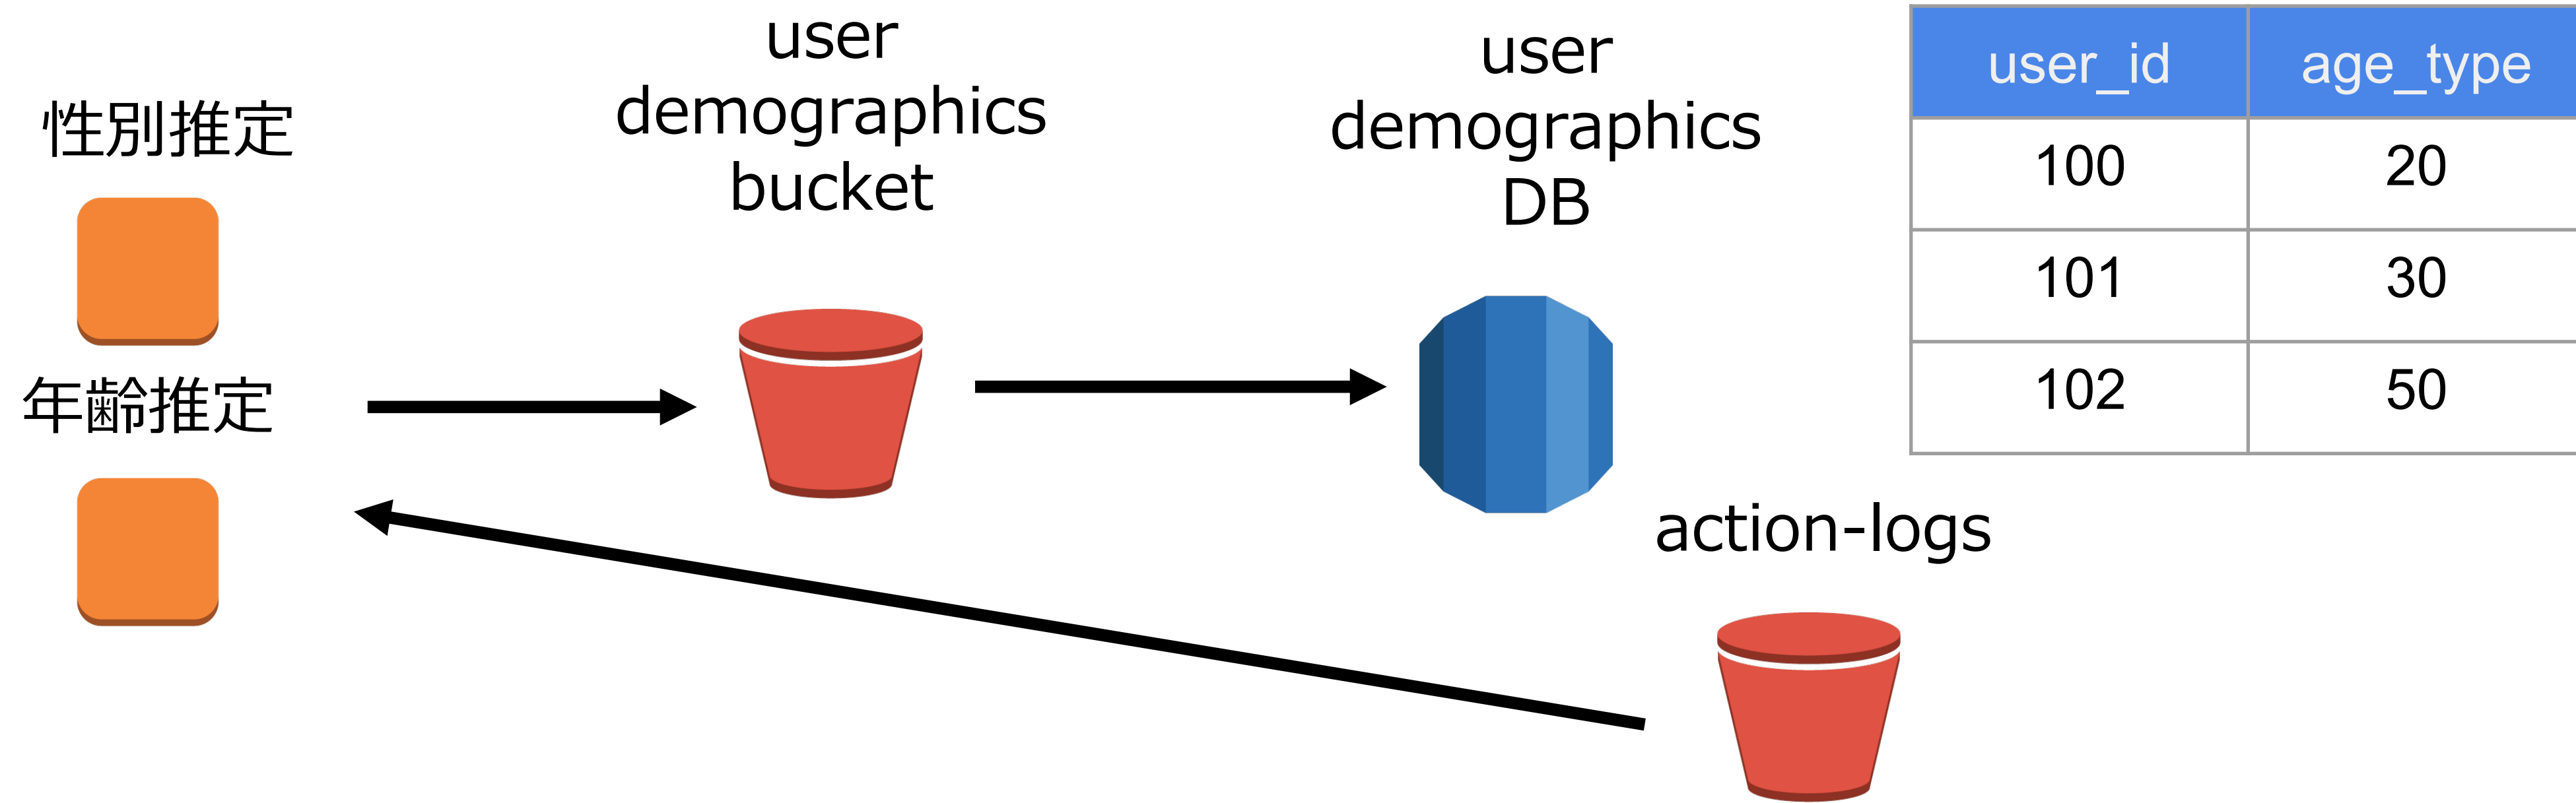 性別推定
年齢推定
user
demographics
bucket
user
demographics
DB
action-logs
user_id age_type
100 20
101 30
102 50